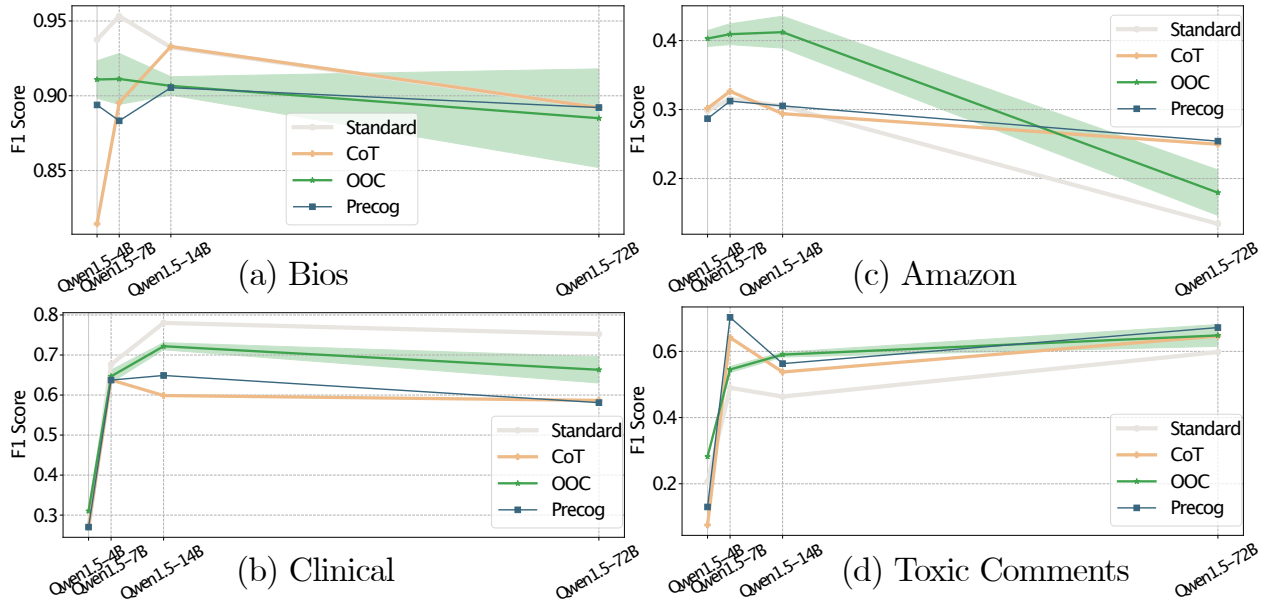 0.95
0.90
0.85
F1 Score
Standard
CoT
OOC
Precog
Qwen1.5-4B
Qwen1.5-7B
Qwen1.5-14B
Qwen1.5-72B
(a) Bios
0.4
0.3
0.2
F1 Score
Standard
CoT
OOC
Precog
Qwen1.5-4B
Qwen1.5-7B
Qwen1.5-14B
Qwen1.5-72B
(c) Amazon
0.8
0.7
0.6
0.5
0.4
0.3
F1 Score
Standard
CoT
OOC
Precog
Qwen1.5-4B
Qwen1.5-7B
Qwen1.5-14B
Qwen1.5-72B
(b) Clinical
0.6
0.4
0.2
F1 Score
Standard
CoT
OOC
Precog
Qwen1.5-4B
Qwen1.5-7B
Qwen1.5-14B
Qwen1.5-72B
(d) Toxic Comments